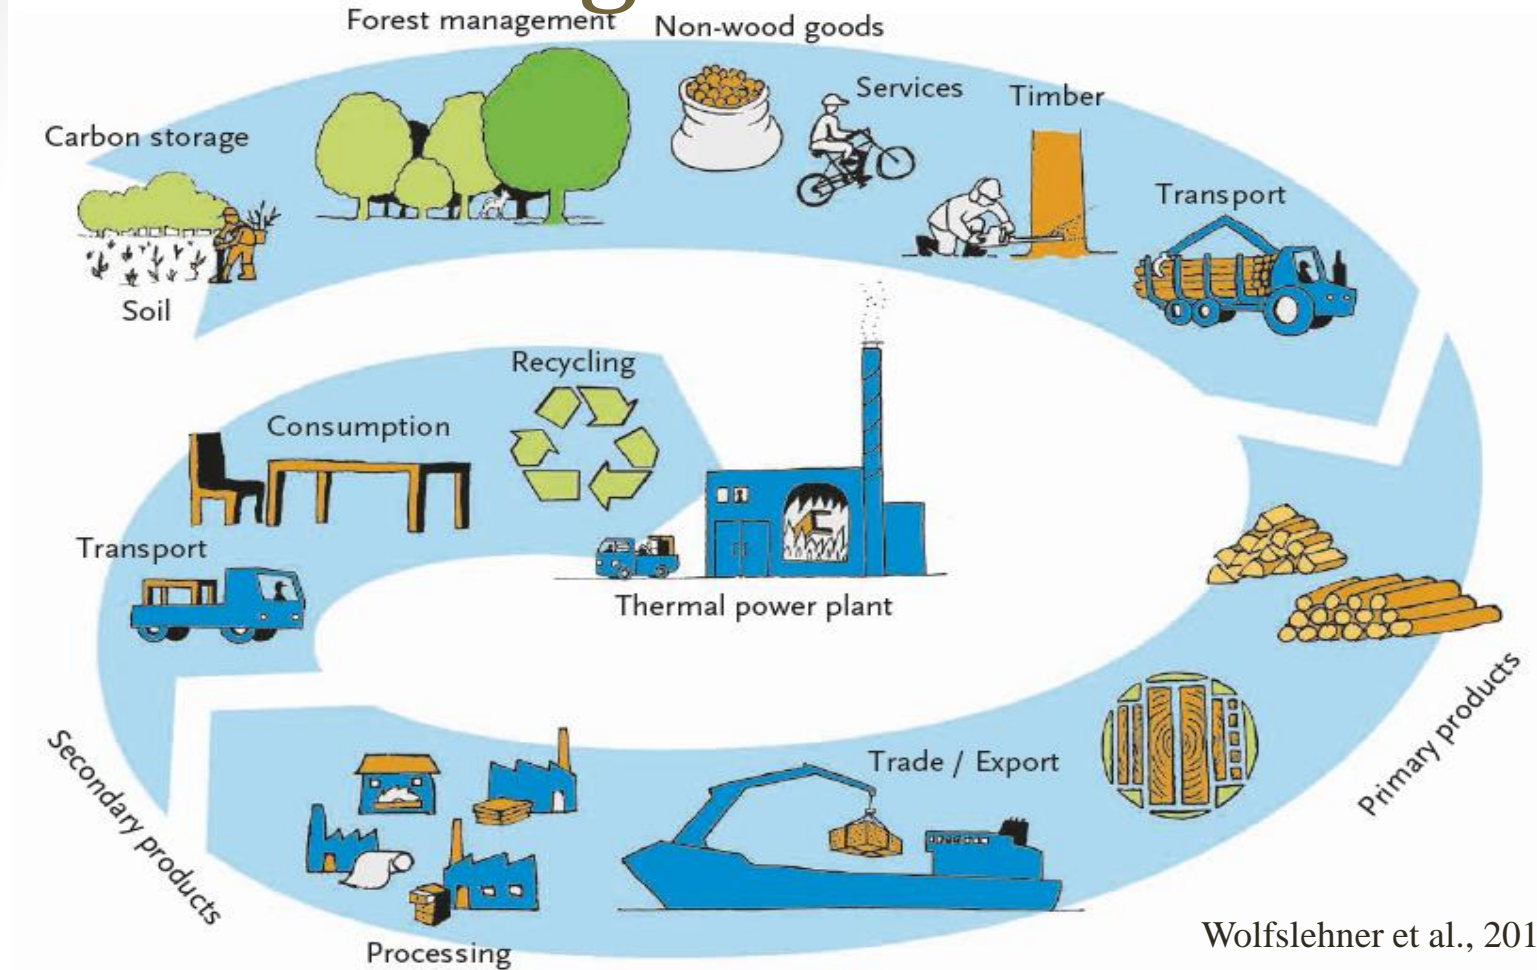 Forest management
Non-wood goods
Services
Timber
Carbon storage
Transport
Soil
Recycling
Consumption
Transport
Thermal power plant
Primary products
Trade / Export
Secondary products
Processing
Wolfslehner et al., 201